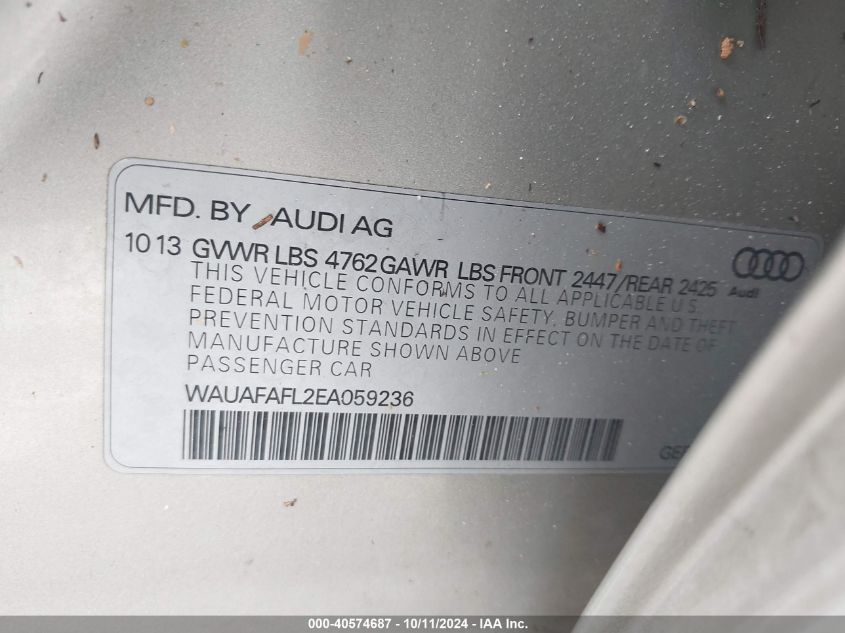 MFD. BY AUDI AG
10 13 GVWR LBS 4762 GAWR LBS FRONT 2447/REAR 2425
Audi
THIS VEHICLE CONFORMS TO ALL APPLICABLE U.S.
FEDERAL MOTOR VEHICLE SAFETY, BUMPER AND THEFT
PREVENTION STANDARDS IN EFFECT ON THE DATE OF
MANUFACTURE SHOWN ABOVE
PASSENGER CAR
WAUAFAFL2EA059236
000-40574687 - 10/11/2024 - IAA Inc.